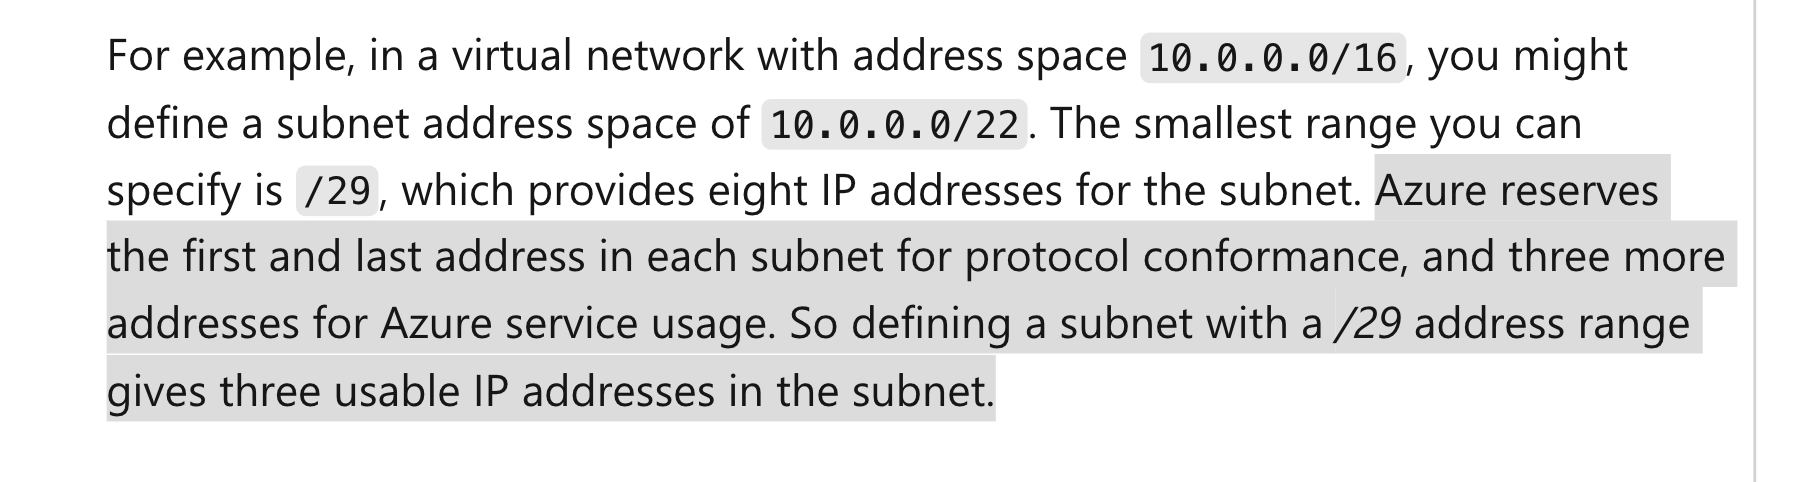 For example, in a virtual network with address space 10.0.0.0/16, you might
define a subnet address space of 10.0.0.0/22. The smallest range you can
specify is /29, which provides eight IP addresses for the subnet. Azure reserves
the first and last address in each subnet for protocol conformance, and three more
addresses for Azure service usage. So defining a subnet with a /29 address range
gives three usable IP addresses in the subnet.